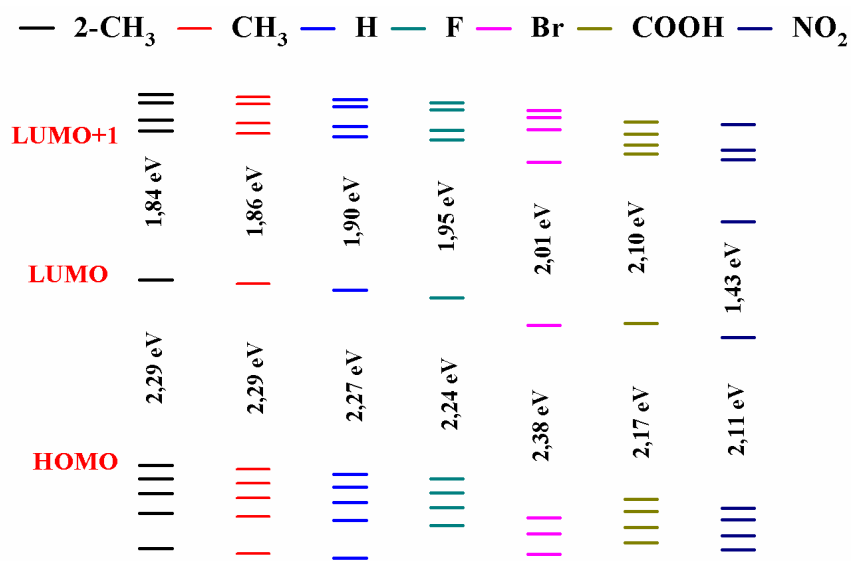 2-CH₃ CH₃ H F Br COOH NO₂
LUMO+1
1,84 eV 1,86 eV 1,90 eV 1,95 eV 2,01 eV 2,10 eV 1,43 eV
LUMO
2,29 eV 2,29 eV 2,27 eV 2,24 eV 2,38 eV 2,17 eV 2,11 eV
HOMO